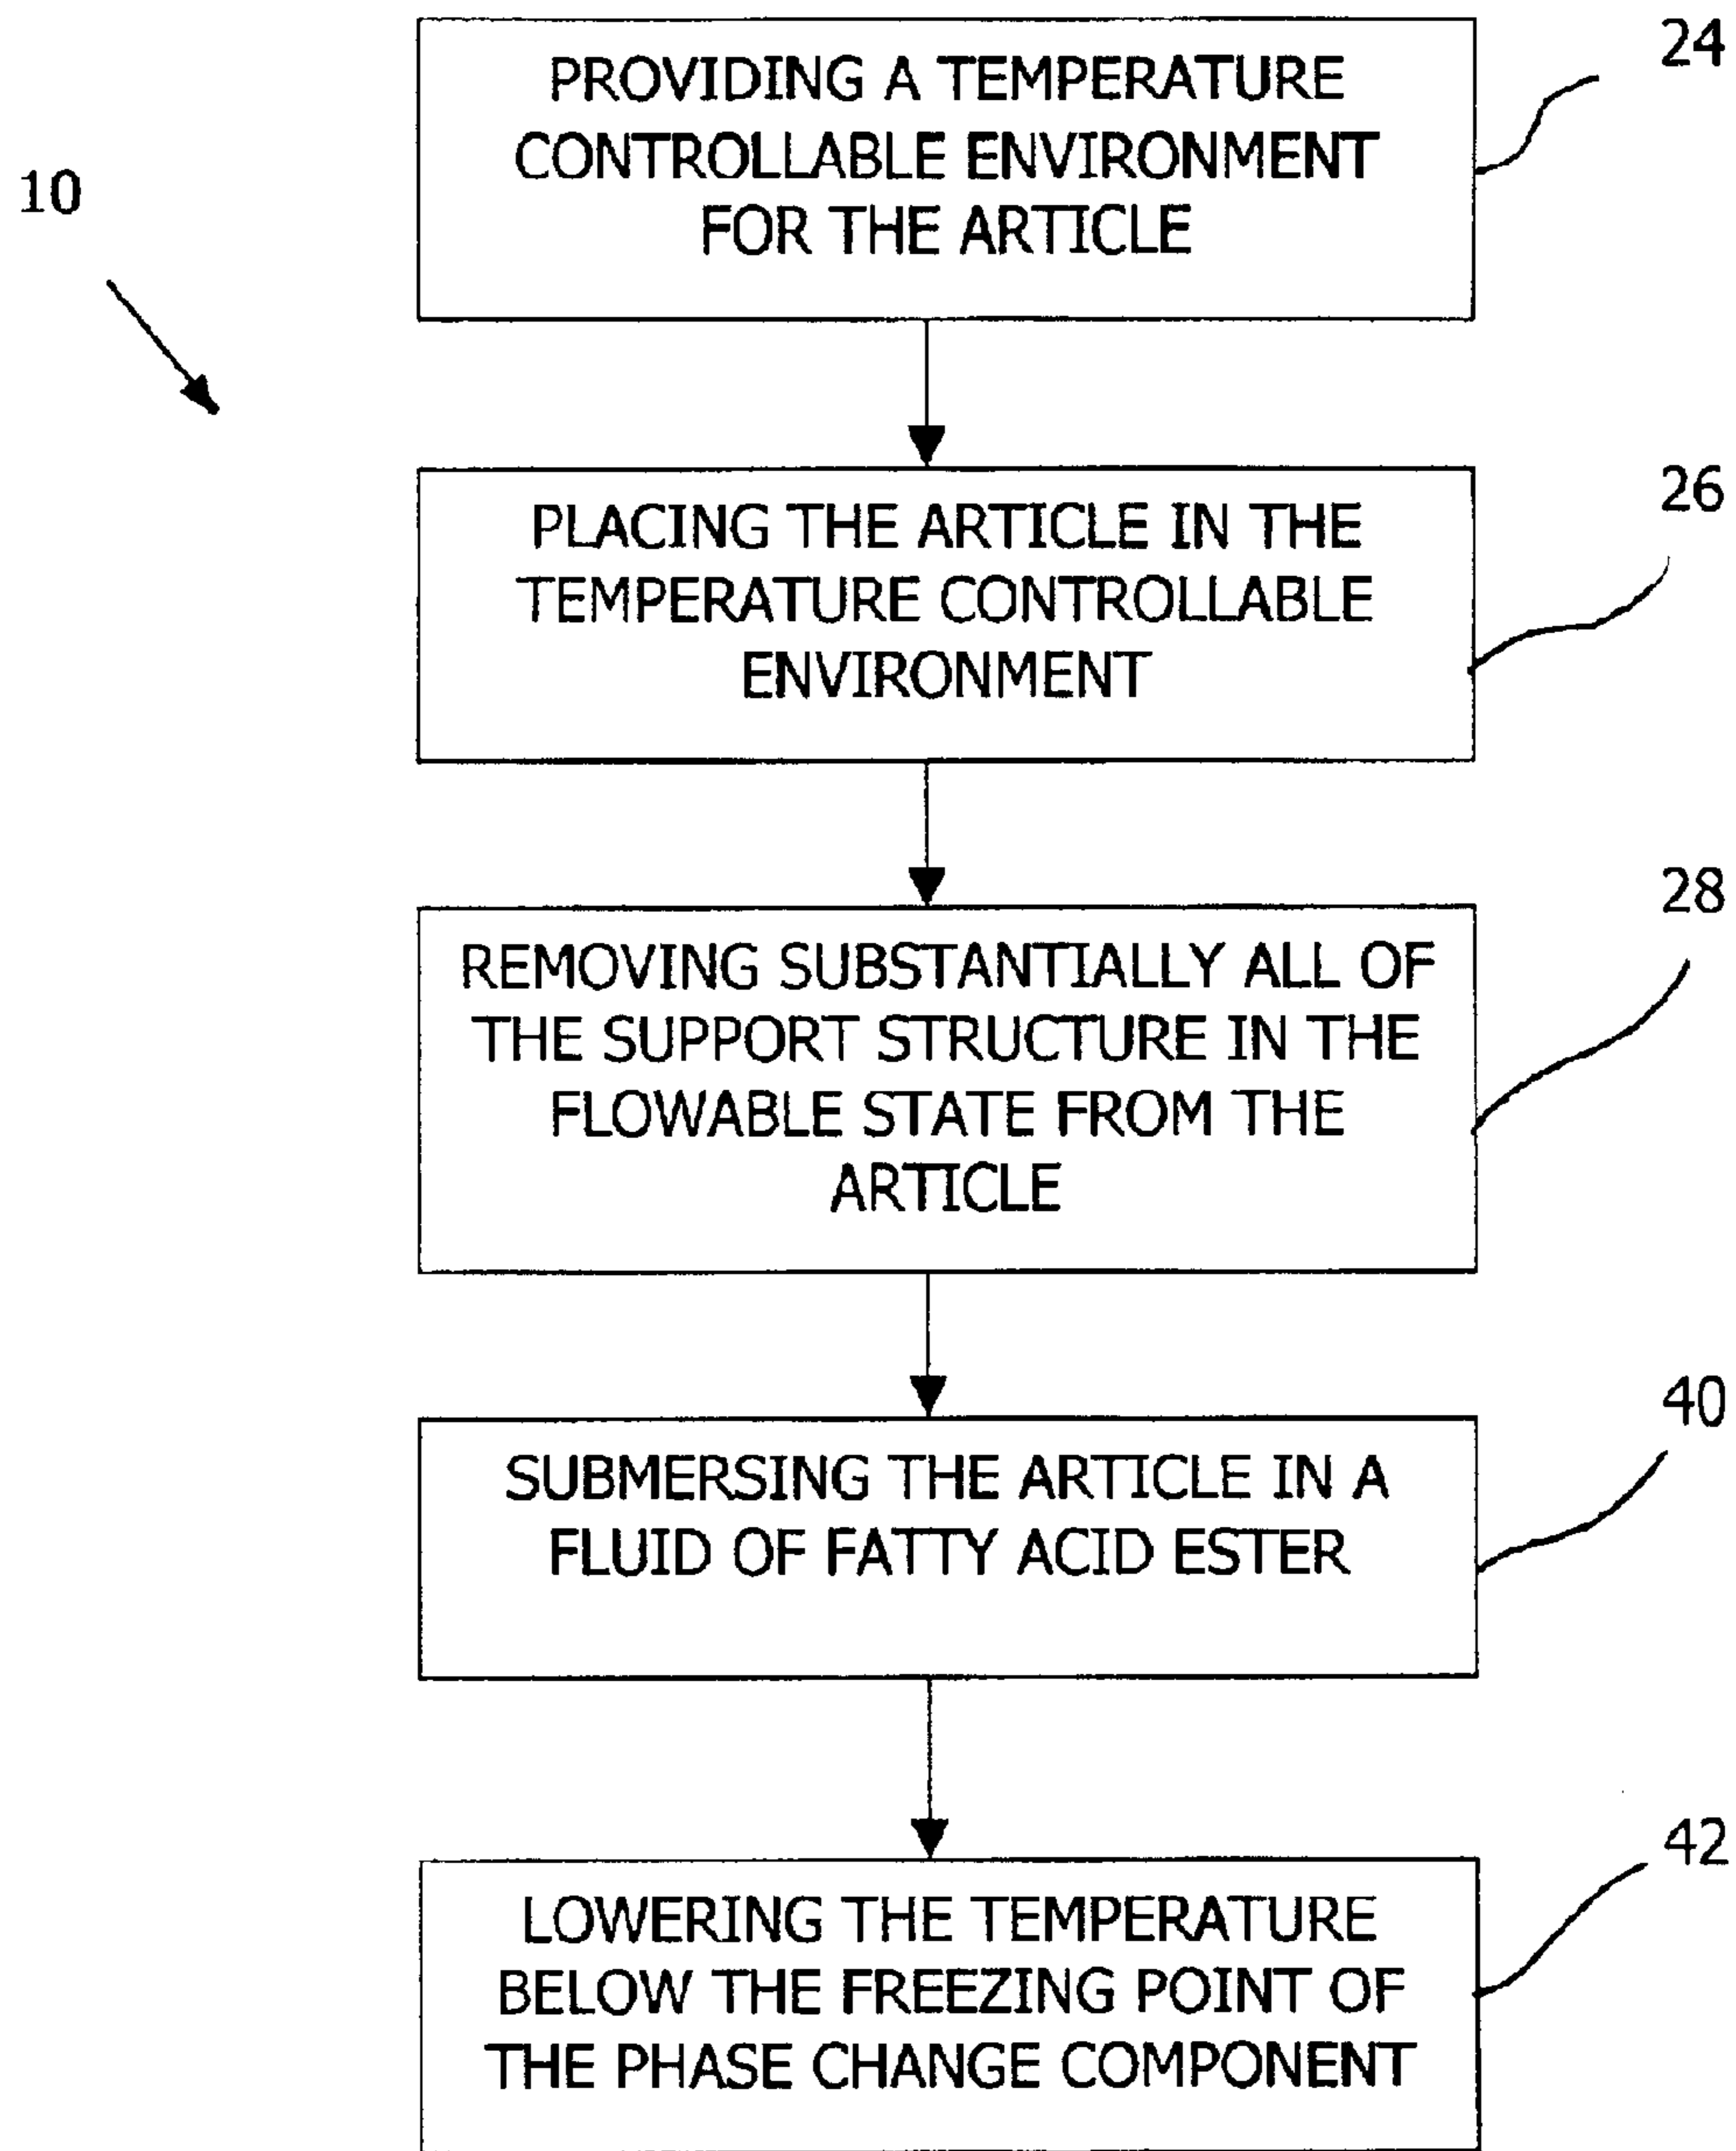 10
PROVIDING A TEMPERATURE
CONTROLLABLE ENVIRONMENT
FOR THE ARTICLE
24
PLACING THE ARTICLE IN THE
TEMPERATURE CONTROLLABLE
ENVIRONMENT
26
REMOVING SUBSTANTIALLY ALL OF
THE SUPPORT STRUCTURE IN THE
FLOWABLE STATE FROM THE
ARTICLE
28
SUBMERSING THE ARTICLE IN A
FLUID OF FATTY ACID ESTER
40
LOWERING THE TEMPERATURE
BELOW THE FREEZING POINT OF
THE PHASE CHANGE COMPONENT
42